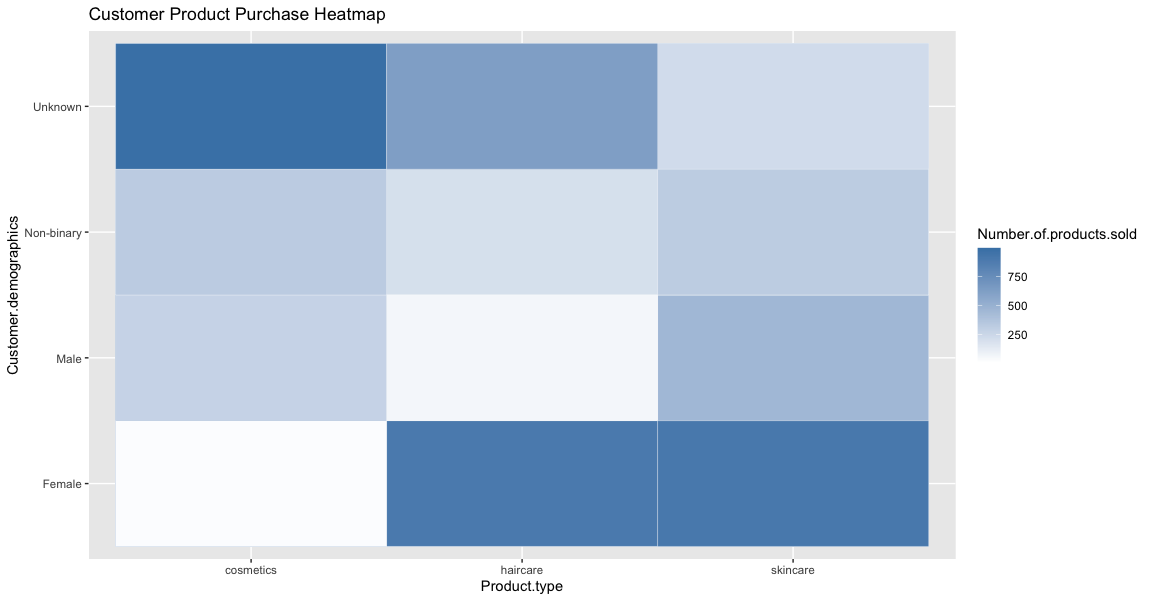 Customer Product Purchase Heatmap
Customer.demographics
Unknown
Non-binary
Male
Female
cosmetics haircare skincare
Product.type
Number.of.products.sold
750
500
250